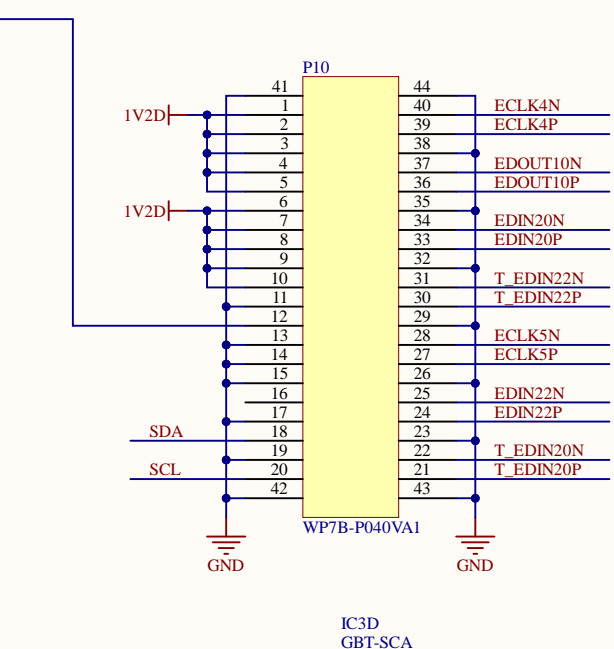 P10
41 44
1V2D 1 40 ECLK4N
2 39 ECLK4P
3 38
4 37 EDOUT10N
5 36 EDOUT10P
1V2D 6 35
7 34 EDIN20N
8 33 EDIN20P
9 32
10 31 T_EDIN22N
11 30 T_EDIN22P
12 29
13 28 ECLK5N
14 27 ECLK5P
15 26
16 25 EDIN22N
17 24 EDIN22P
SDA 18 23
19 22 T_EDIN20N
SCL 20 21 T_EDIN20P
42 43
WP7B-P040VA1
GND GND
IC3D
GBT-SCA